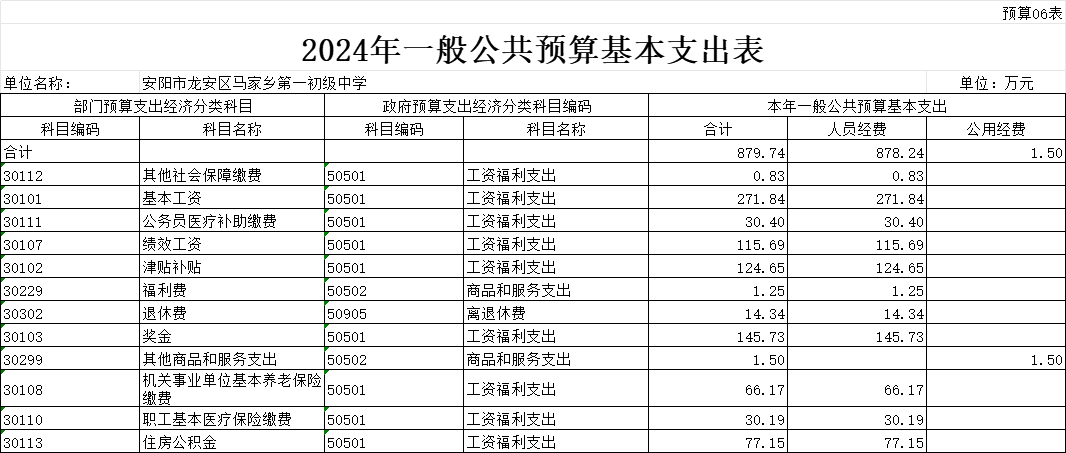 预算06表
2024年一般公共预算基本支出表
单位名称： 安阳市龙安区马家乡第一初级中学 单位：万元
部门预算支出经济分类科目 政府预算支出经济分类科目编码 本年一般公共预算基本支出
科目编码 科目名称 科目编码 科目名称 合计 人员经费 公用经费
合计 879.74 878.24 1.50
30112 其他社会保障缴费 50501 工资福利支出 0.83 0.83
30101 基本工资 50501 工资福利支出 271.84 271.84
30111 公务员医疗补助缴费 50501 工资福利支出 30.40 30.40
30107 绩效工资 50501 工资福利支出 115.69 115.69
30102 津贴补贴 50501 工资福利支出 124.65 124.65
30229 福利费 50502 商品和服务支出 1.25 1.25
30302 退休费 50905 离退休费 14.34 14.34
30103 奖金 50501 工资福利支出 145.73 145.73
30299 其他商品和服务支出 50502 商品和服务支出 1.50 1.50
30108 机关事业单位基本养老保险
缴费 50501 工资福利支出 66.17 66.17
30110 职工基本医疗保险缴费 50501 工资福利支出 30.19 30.19
30113 住房公积金 50501 工资福利支出 77.15 77.15